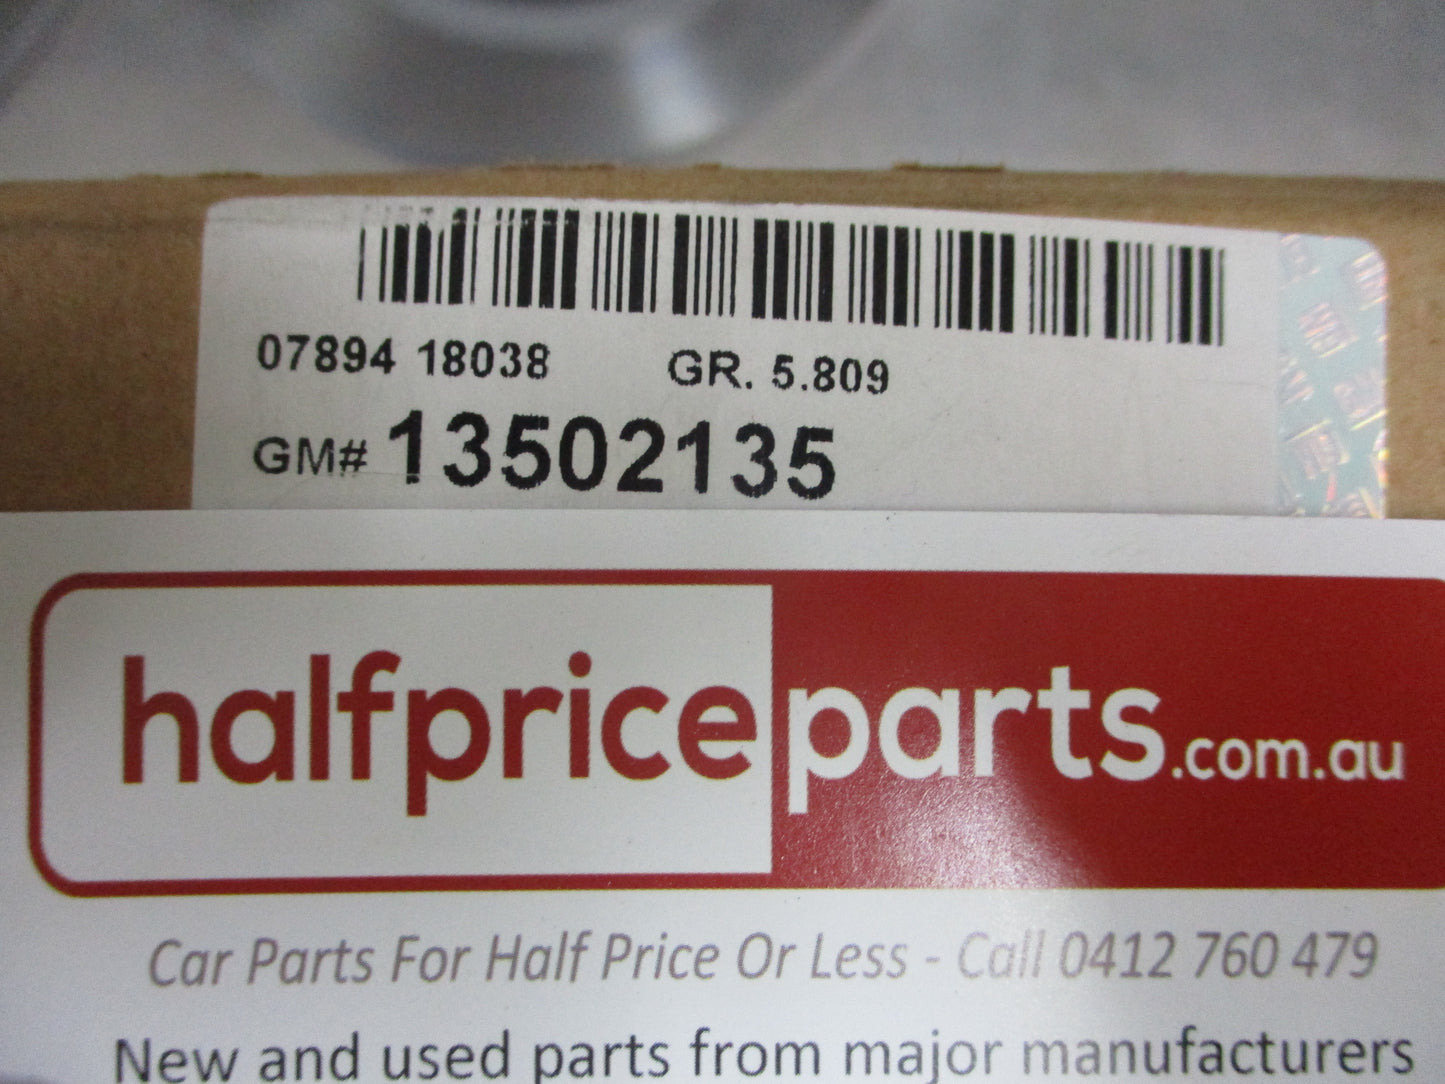 07894 18038 GR. 5.809
GM# 13502135
halfpriceparts.com.au
Car Parts For Half Price Or Less - Call 0412 760 479
New and used parts from major manufacturers